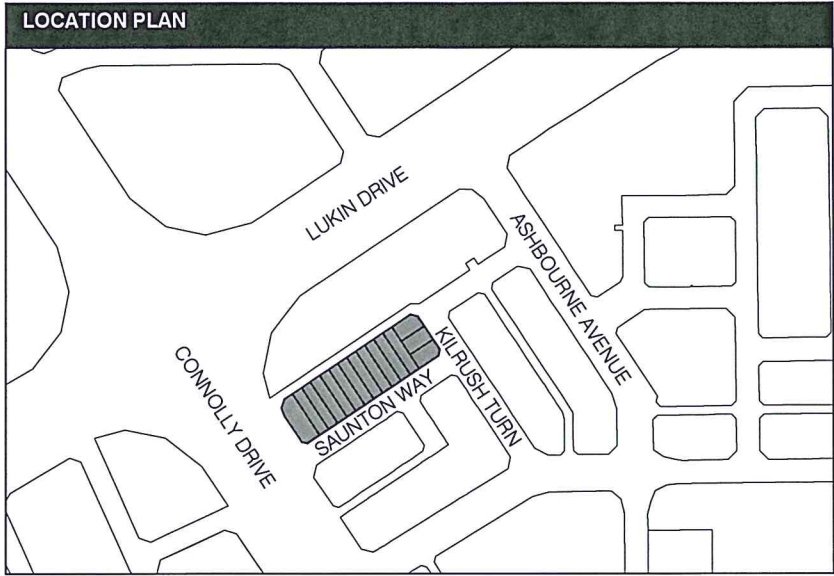 LOCATION PLAN
LUKIN DRIVE
ASHBOURNE AVENUE
CONNOLLY DRIVE
KILRUSH TURN
SAUNTON WAY